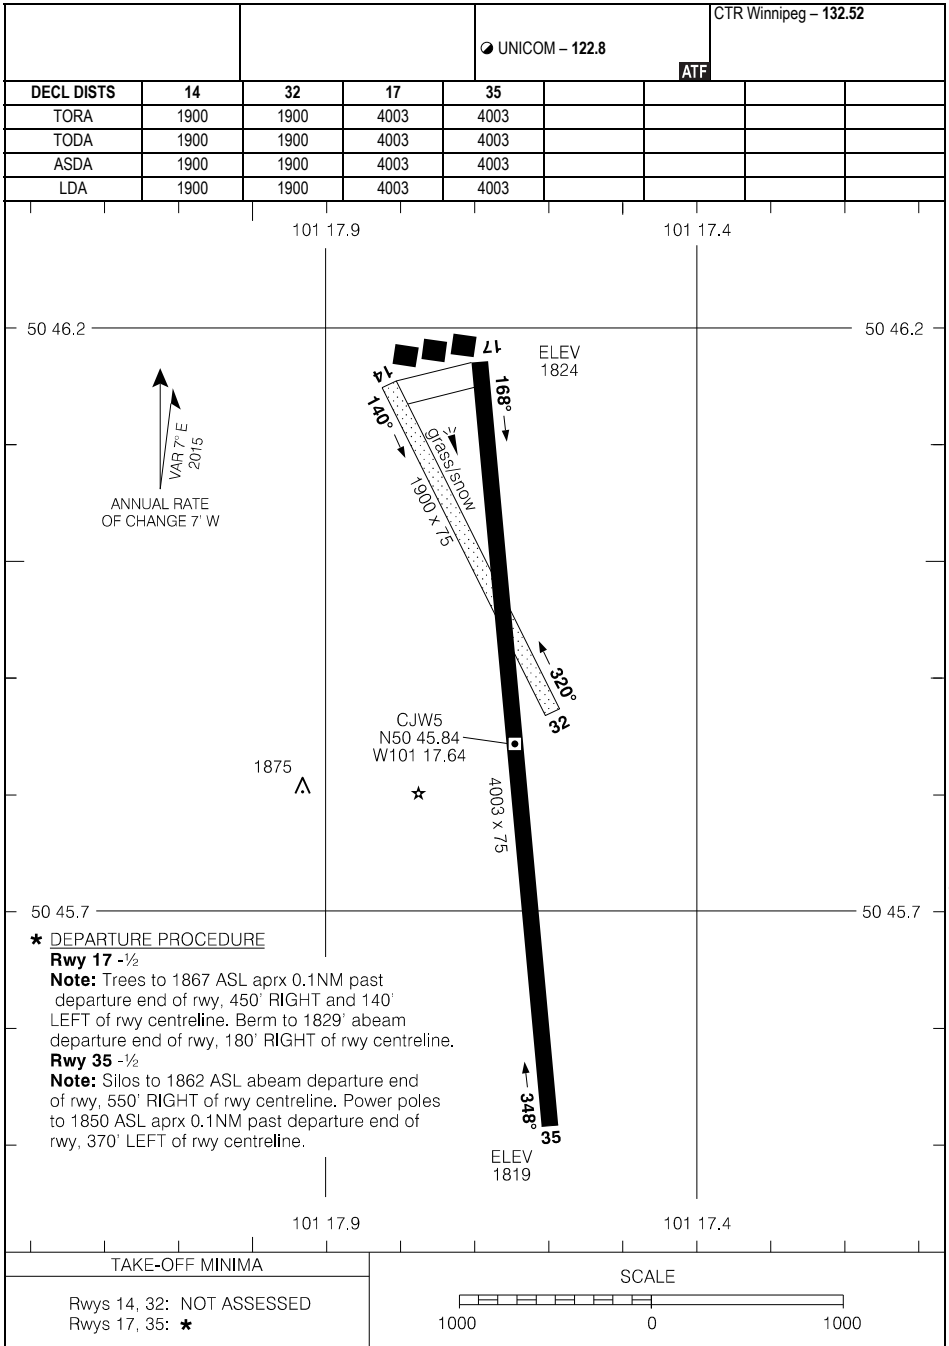 CTR Winnipeg – 132.52
UNICOM – 122.8
ATF
DECL DISTS 14 32 17 35
TORA 1900 1900 4003 4003
TODA 1900 1900 4003 4003
ASDA 1900 1900 4003 4003
LDA 1900 1900 4003 4003
101 17.9 101 17.4
50 46.2 50 46.2
17
ELEV
1824
14
168°
140°
VAR 7° E
2015
ANNUAL RATE
OF CHANGE 7' W
grass/snow
1900 x 75
320°
32
CJW5
N50 45.84
W101 17.64
1875
4003 x 75
50 45.7 50 45.7
* DEPARTURE PROCEDURE
Rwy 17 -½
Note: Trees to 1867 ASL aprx 0.1NM past
departure end of rwy, 450' RIGHT and 140'
LEFT of rwy centreline. Berm to 1829' abeam
departure end of rwy, 180' RIGHT of rwy centreline.
Rwy 35 -½
Note: Silos to 1862 ASL abeam departure end
of rwy, 550' RIGHT of rwy centreline. Power poles
to 1850 ASL aprx 0.1NM past departure end of
rwy, 370' LEFT of rwy centreline.
348°
35
ELEV
1819
101 17.9 101 17.4
TAKE-OFF MINIMA
Rwys 14, 32: NOT ASSESSED
Rwys 17, 35: *
SCALE
1000 0 1000